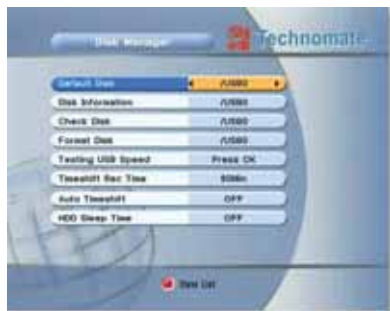 Disk Manager
Technomate
Default Disk /USB0
Disk Information /USB0
Check Disk /USB0
Format Disk /USB0
Testing USB Speed Press OK
Timeshift Rec Time 60Min
Auto Timeshift OFF
HDD Sleep Time OFF
View List